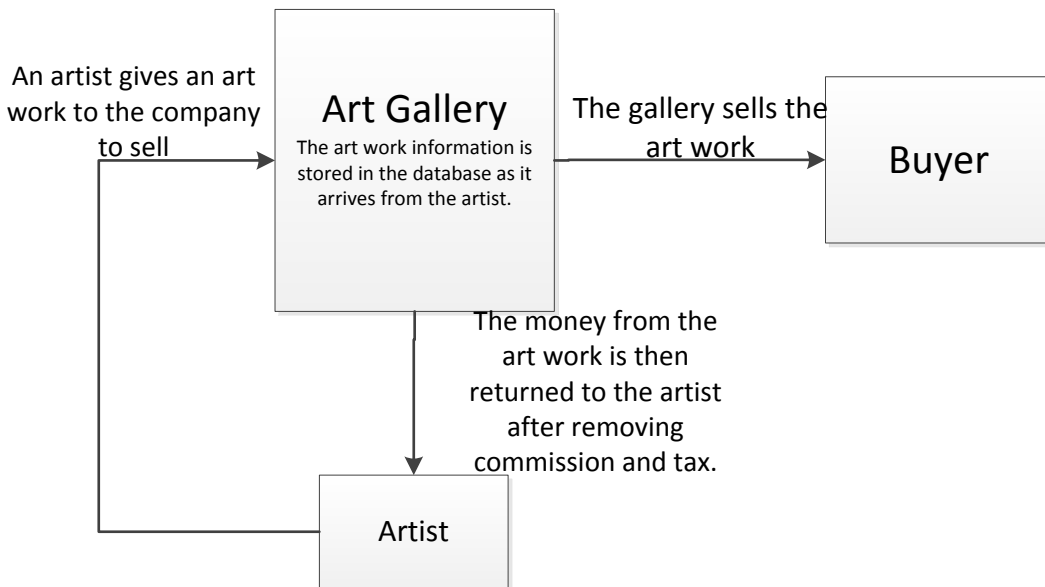 An artist gives an art
work to the company
to sell
Art Gallery
The art work information is
stored in the database as it
arrives from the artist.
The gallery sells the
art work
Buyer
The money from the
art work is then
returned to the artist
after removing
commission and tax.
Artist